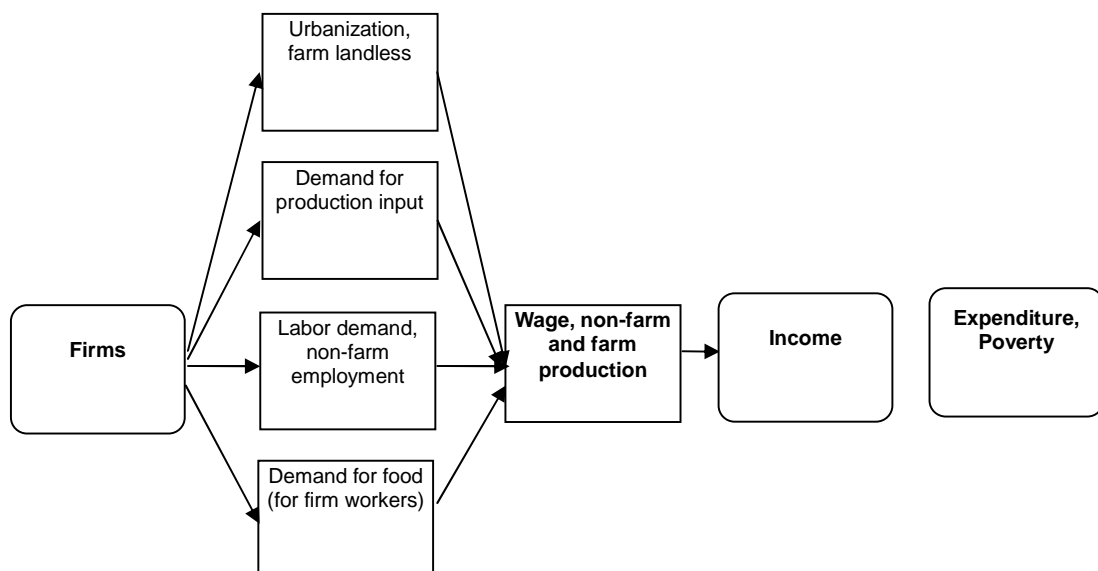 Urbanization,
farm landless
Demand for
production input
Firms
Labor demand,
non-farm
employment
Wage, non-farm
and farm
production
Income
Expenditure,
Poverty
Demand for food
(for firm workers)